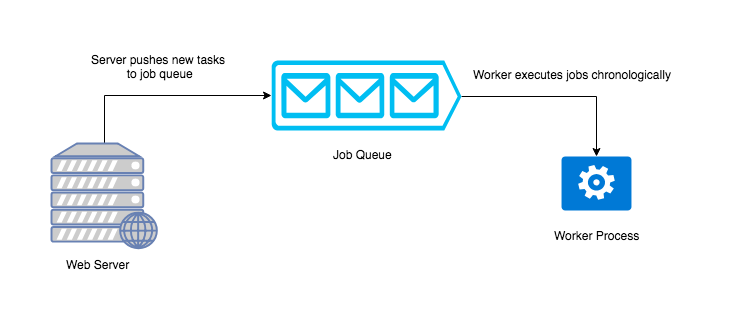 Server pushes new tasks
to job queue
Worker executes jobs chronologically
Job Queue
Worker Process
Web Server